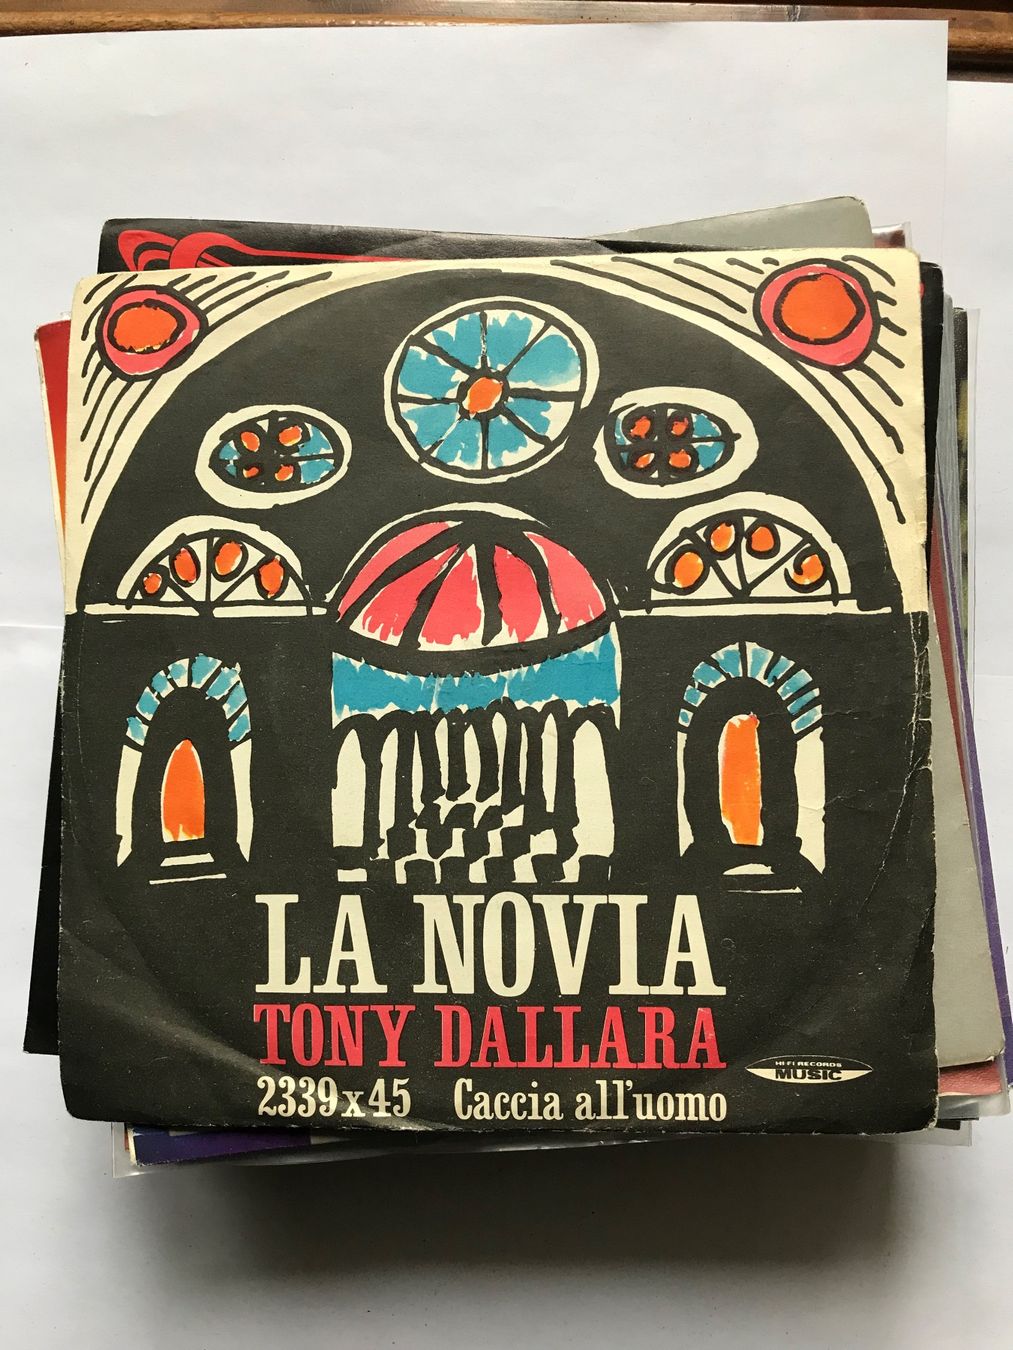 LA NOVIA
TONY DALLARA
HI-FI RECORDS
MUSIC
2339x45 Caccia all'uomo